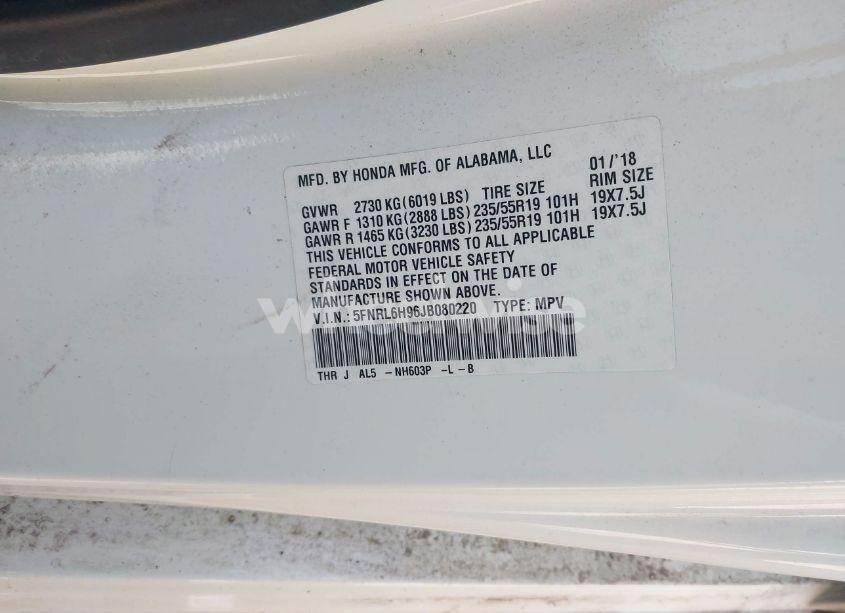 MFD. BY HONDA MFG. OF ALABAMA, LLC 01/'18
GVWR 2730 KG(6019 LBS) TIRE SIZE RIM SIZE
GAWR F 1310 KG(2888 LBS) 235/55R19 101H 19X7.5J
GAWR R 1465 KG(3230 LBS) 235/55R19 101H 19X7.5J
THIS VEHICLE CONFORMS TO ALL APPLICABLE
FEDERAL MOTOR VEHICLE SAFETY
STANDARDS IN EFFECT ON THE DATE OF
MANUFACTURE SHOWN ABOVE.
V.I.N.: 5FNRL6H96JB080220 TYPE: MPV
THR J AL5 -NH603P -L -B